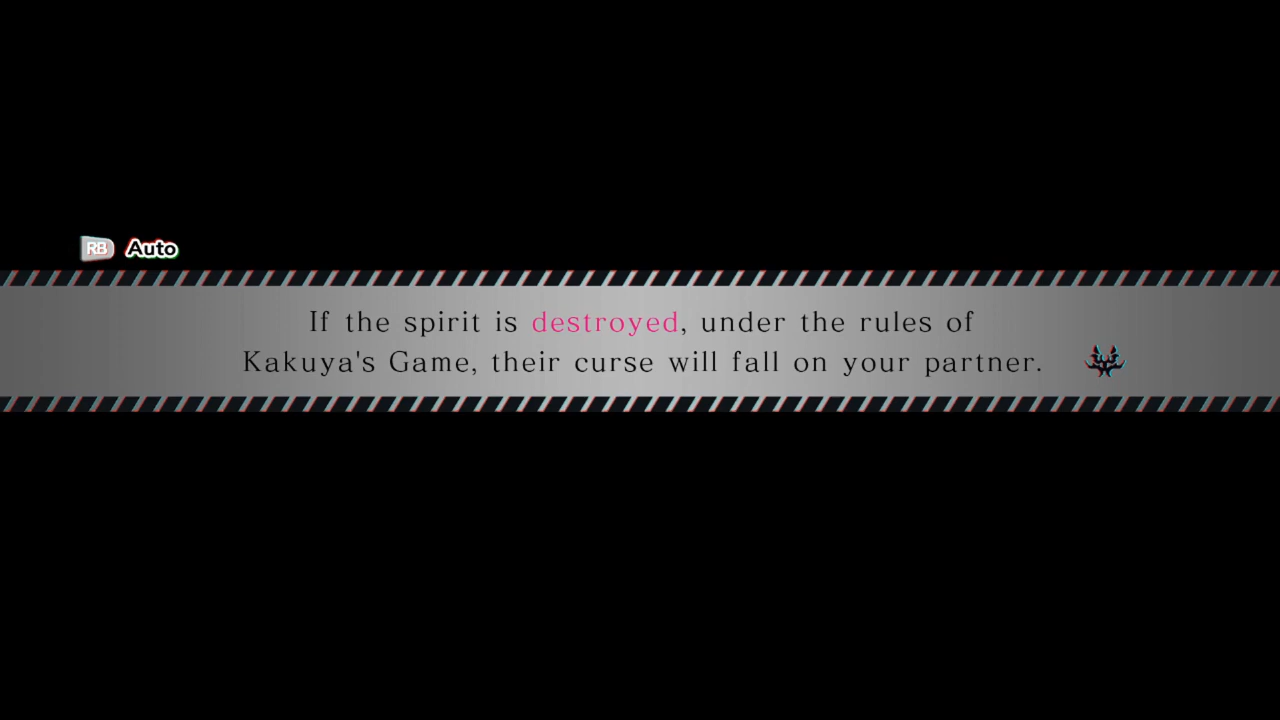 RB Auto
If the spirit is destroyed, under the rules of
Kakuya's Game, their curse will fall on your partner.